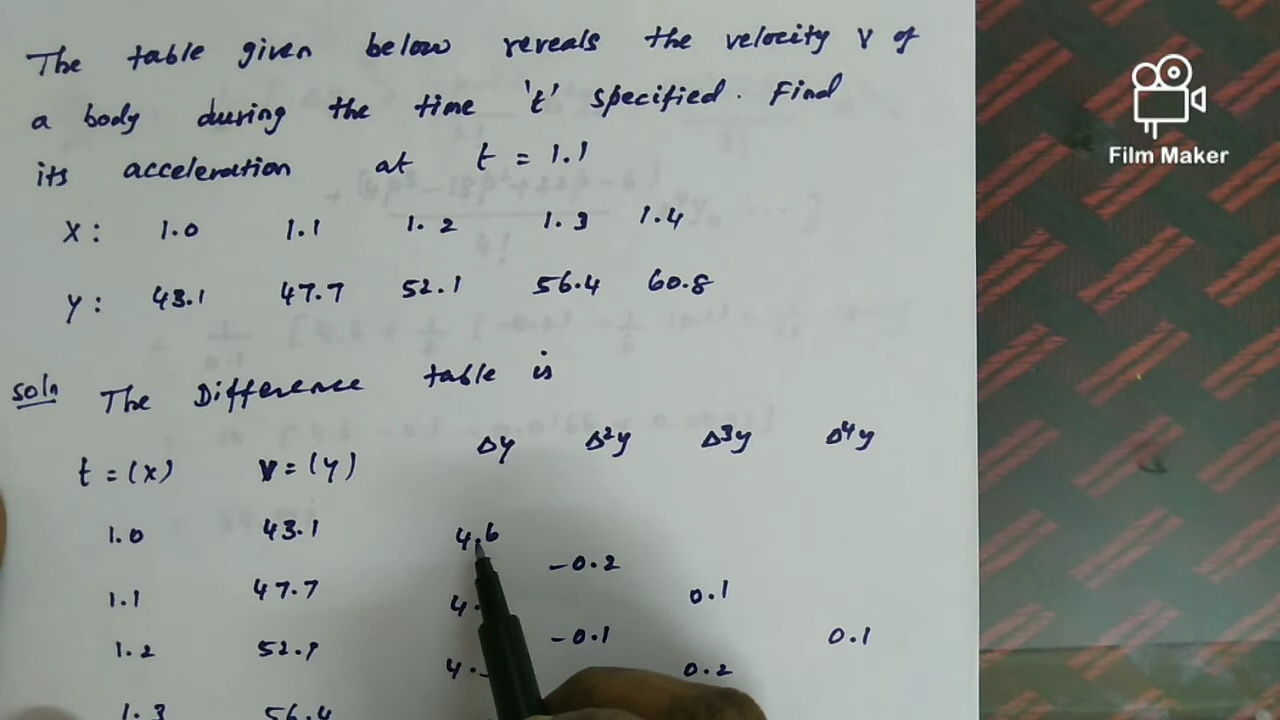 The table given below reveals the velocity v of
a body during the time 't' specified. Find
its acceleration at t = 1.1
X: 1.0 1.1 1.2 1.3 1.4
Y: 43.1 47.7 52.1 56.4 60.8
Soln The Difference table is
Δy Δ²y Δ³y Δ⁴y
t = (x) v = (y)
1.0 43.1 4.6
-0.2
1.1 47.7 0.1
-0.1 0.1
1.2 52.1 0.2
1.3 56.4
Film Maker